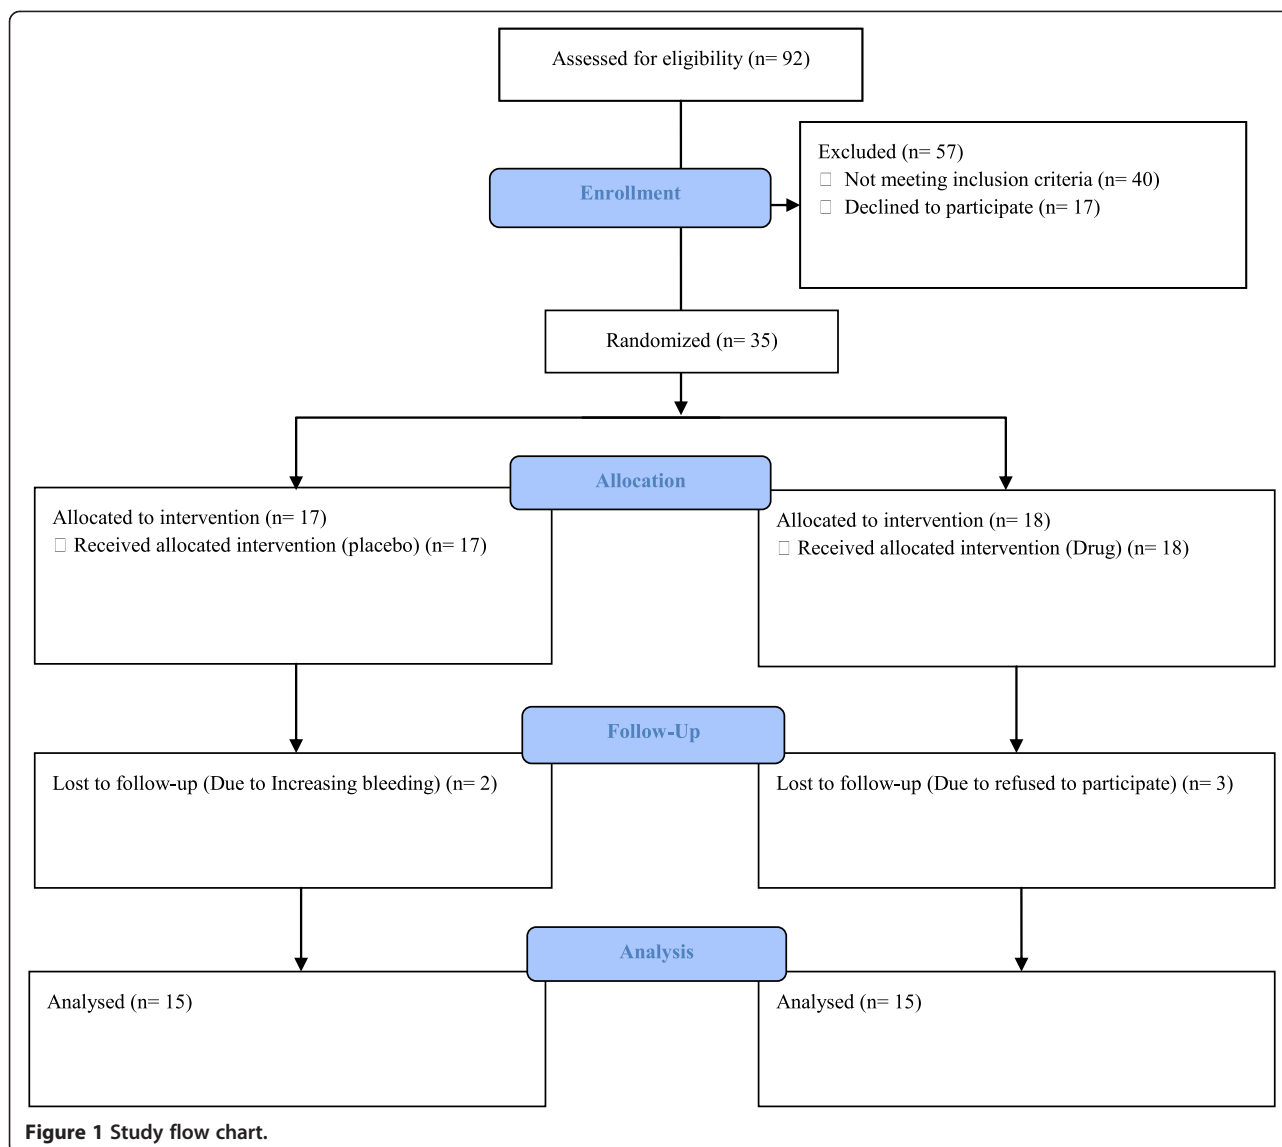 Assessed for eligibility (n= 92)
Excluded (n= 57)
□ Not meeting inclusion criteria (n= 40)
□ Declined to participate (n= 17)
Enrollment
Randomized (n= 35)
Allocation
Allocated to intervention (n= 17)
□ Received allocated intervention (placebo) (n= 17)
Allocated to intervention (n= 18)
□ Received allocated intervention (Drug) (n= 18)
Follow-Up
Lost to follow-up (Due to Increasing bleeding) (n= 2)
Lost to follow-up (Due to refused to participate) (n= 3)
Analysis
Analysed (n= 15)
Analysed (n= 15)
Figure 1 Study flow chart.